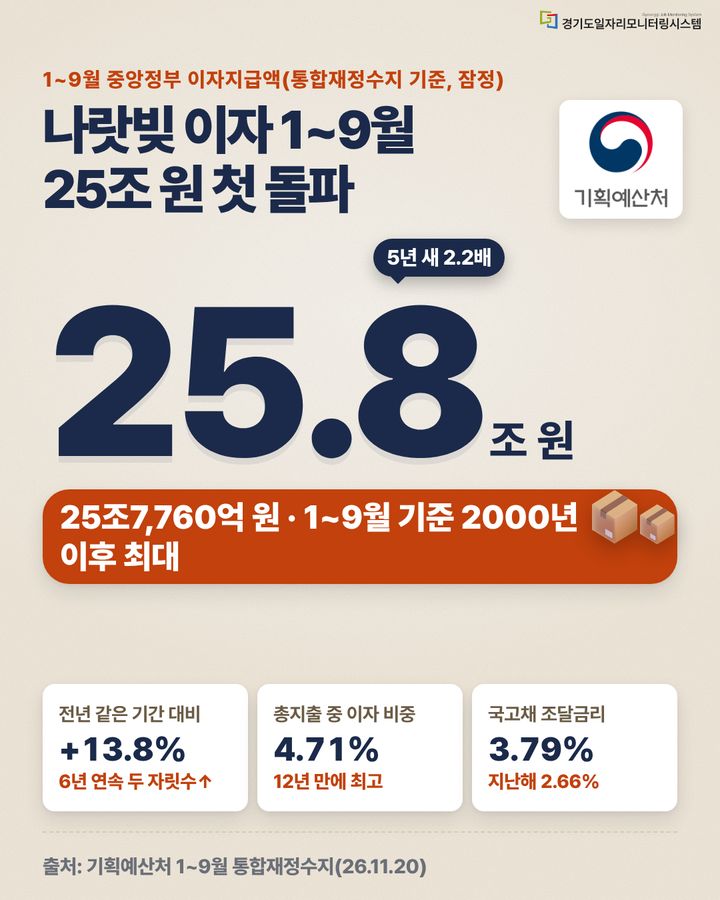 경기도일자리모니터링시스템
1~9월 중앙정부 이자지급액(통합재정수지 기준, 잠정)
나랏빚 이자 1~9월
25조 원 첫 돌파
기획예산처
5년 새 2.2배
25.8조 원
25조7,760억 원 · 1~9월 기준 2000년
이후 최대
전년 같은 기간 대비
+13.8%
6년 연속 두 자릿수↑
총지출 중 이자 비중
4.71%
12년 만에 최고
국고채 조달금리
3.79%
지난해 2.66%
출처: 기획예산처 1~9월 통합재정수지(26.11.20)